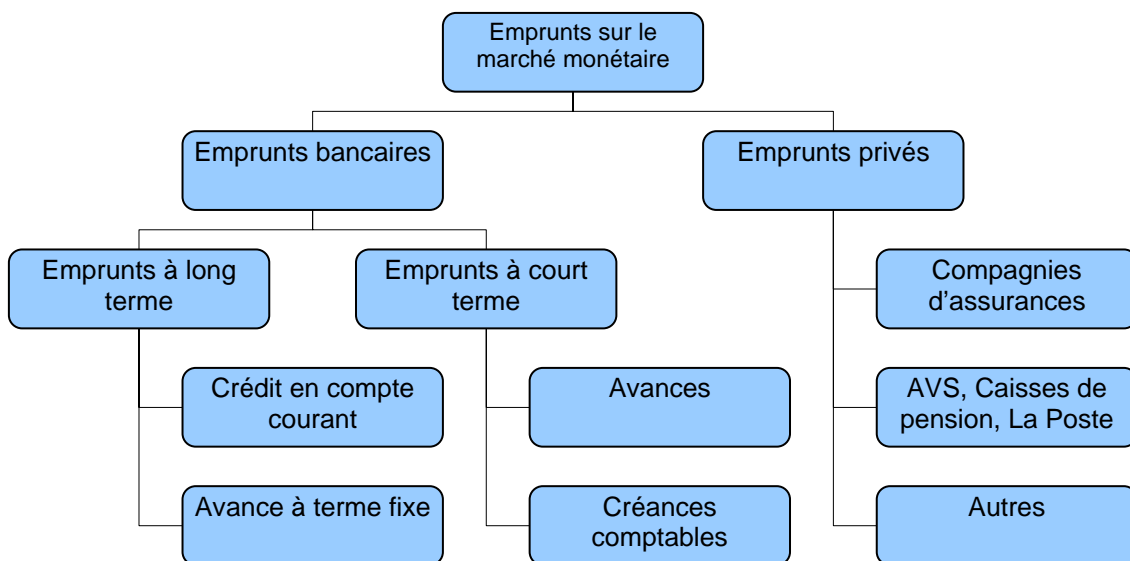 Emprunts sur le
marché monétaire
Emprunts bancaires
Emprunts privés
Emprunts à long
terme
Emprunts à court
terme
Compagnies
d'assurances
Crédit en compte
courant
Avances
AVS, Caisses de
pension, La Poste
Avance à terme fixe
Créances
comptables
Autres